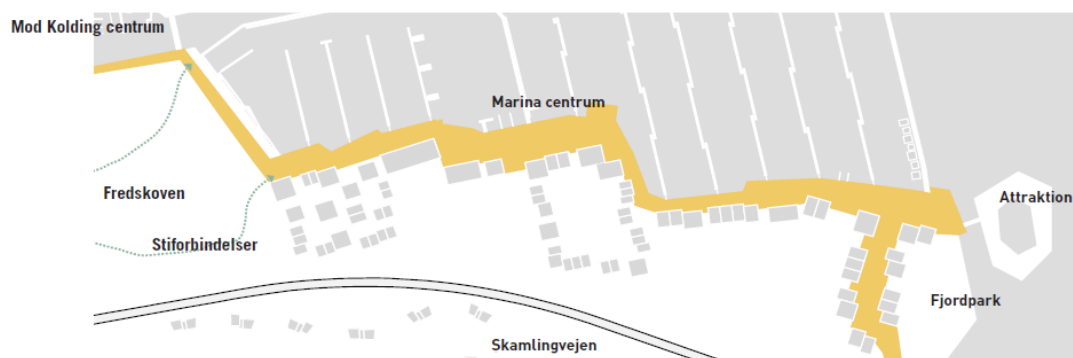 Mod Kolding centrum
Marina centrum
Fredskoven
Attraktion
Stiforbindelser
Fjordpark
Skamlingvejen